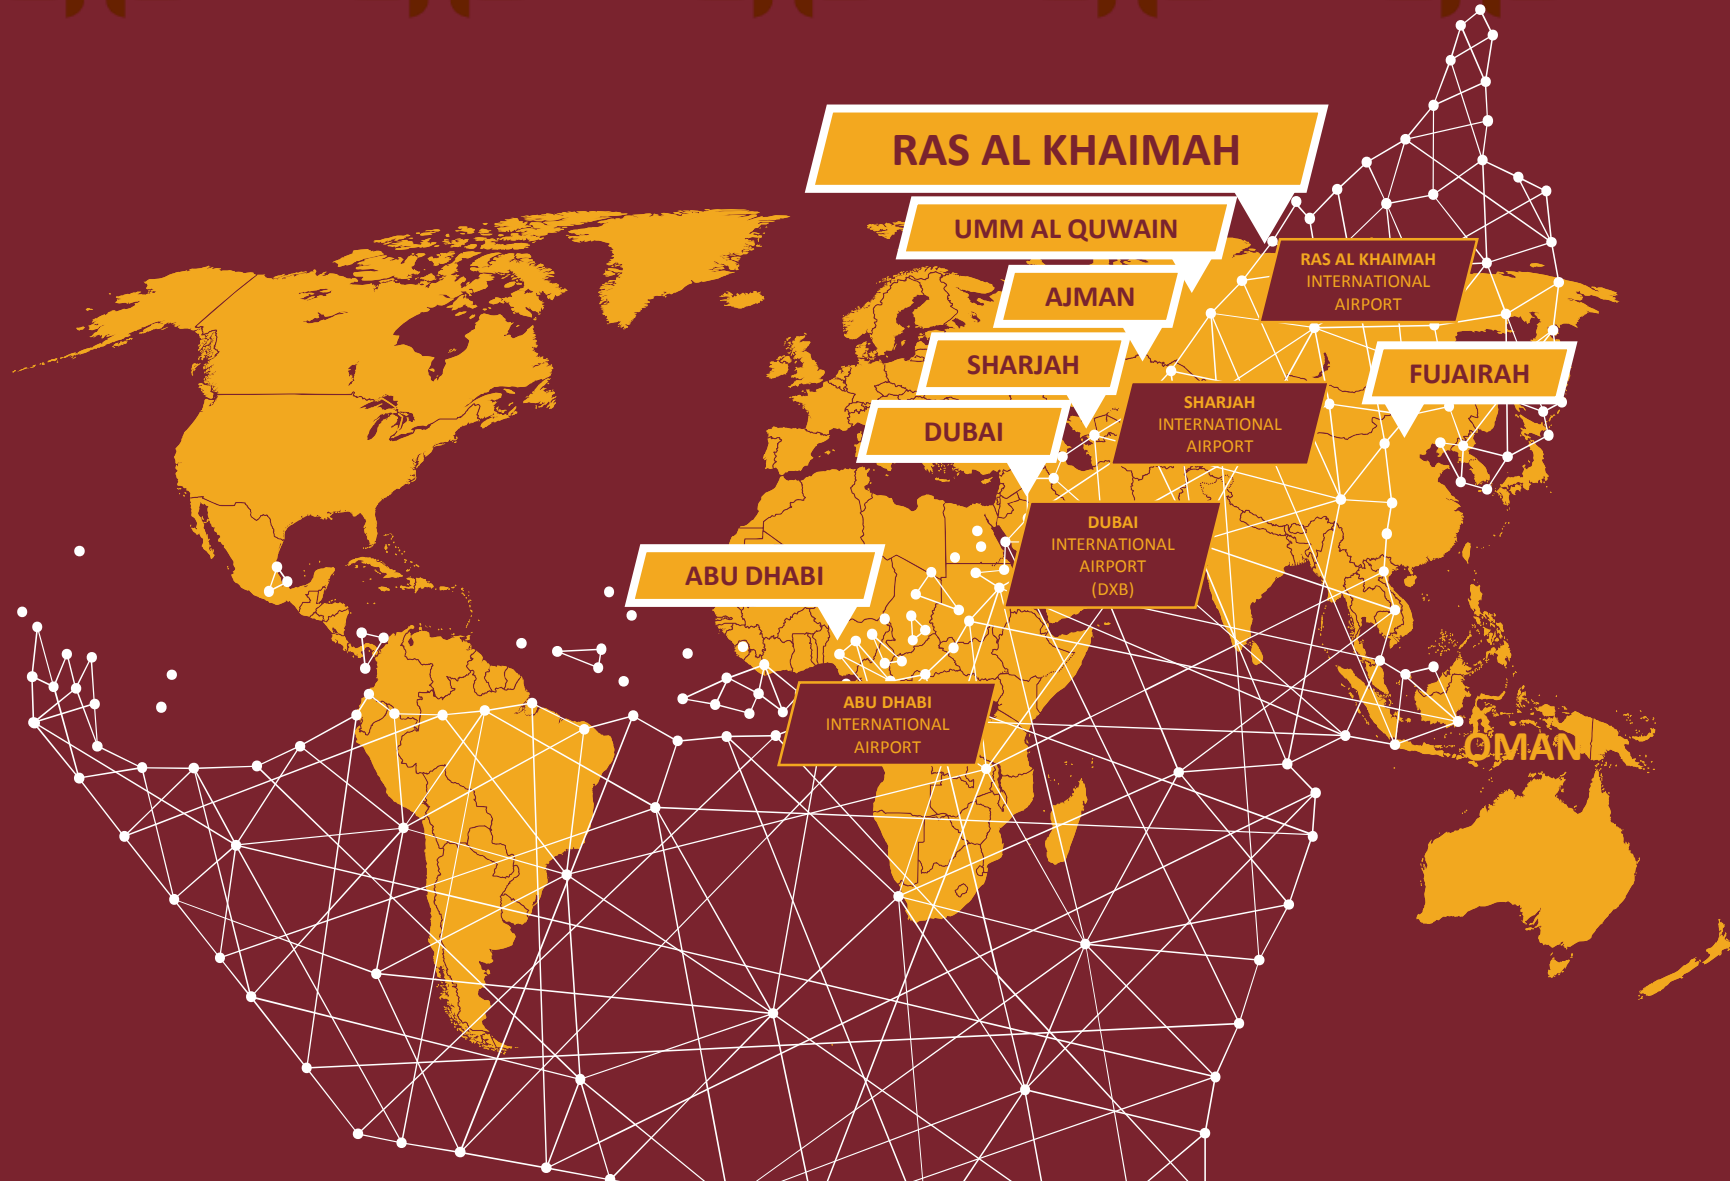 RAS AL KHAIMAH
UMM AL QUWAIN
RAS AL KHAIMAH
INTERNATIONAL
AIRPORT
AJMAN
SHARJAH
FUJAIRAH
SHARJAH
INTERNATIONAL
AIRPORT
DUBAI
DUBAI
INTERNATIONAL
AIRPORT
(DXB)
ABU DHABI
ABU DHABI
INTERNATIONAL
AIRPORT
OMAN